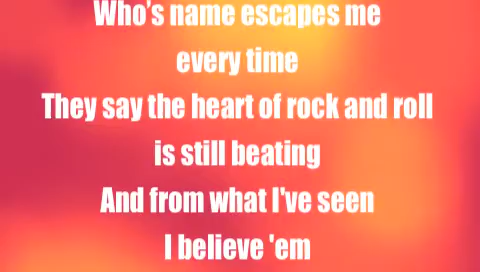 Who's name escapes me
every time
They say the heart of rock and roll
is still beating
And from what I've seen
I believe 'em